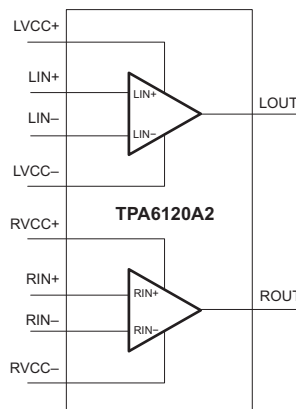 LVCC+
LIN+
LIN+
LIN–
LIN–
LOUT
LVCC–
TPA6120A2
RVCC+
RIN+
RIN+
RIN–
RIN–
ROUT
RVCC–